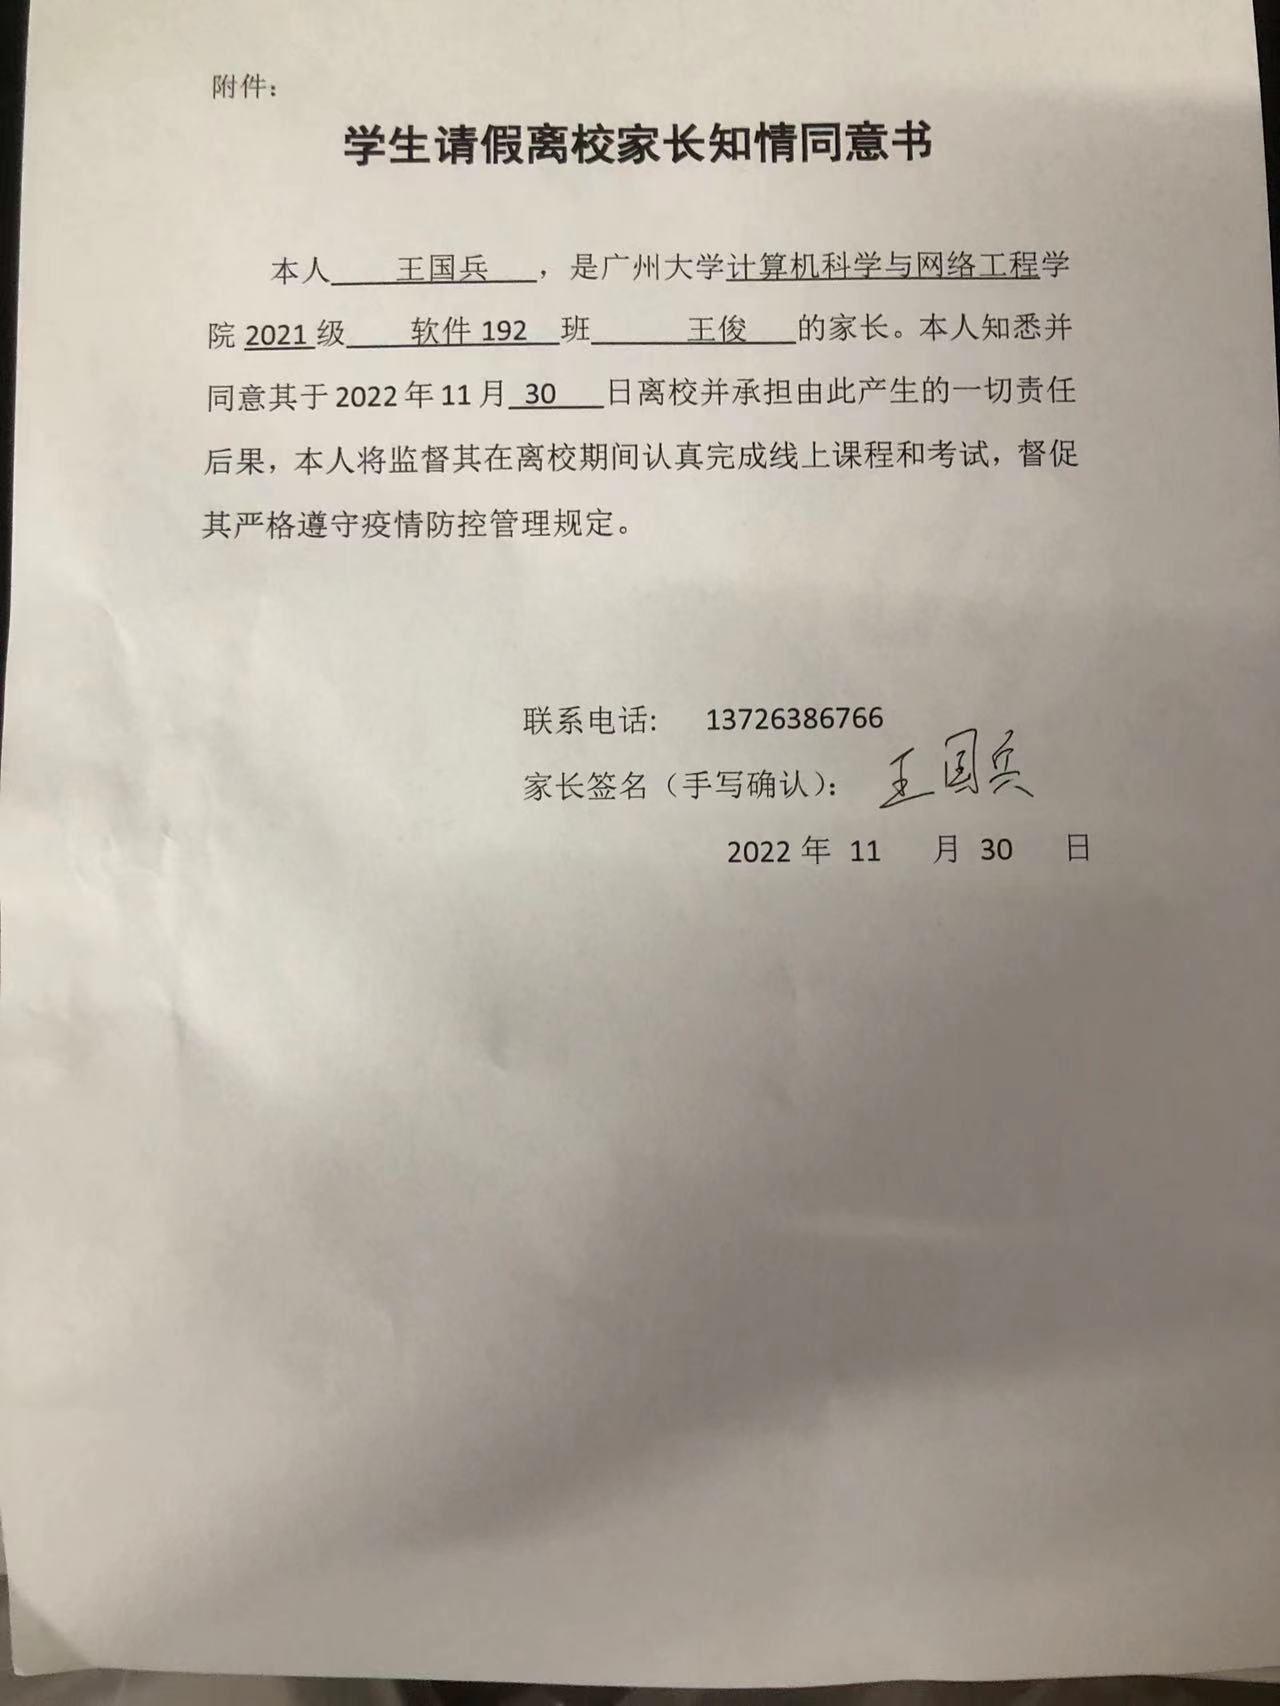 附件：
学生请假离校家长知情同意书
本人 王国兵 ，是广州大学计算机科学与网络工程学
院 2021 级 软件 192 班 王俊 的家长。本人知悉并
同意其于 2022 年 11 月 30 日离校并承担由此产生的一切责任
后果，本人将监督其在离校期间认真完成线上课程和考试，督促
其严格遵守疫情防控管理规定。
联系电话： 13726386766
家长签名（手写确认）： 王国兵
2022 年 11 月 30 日